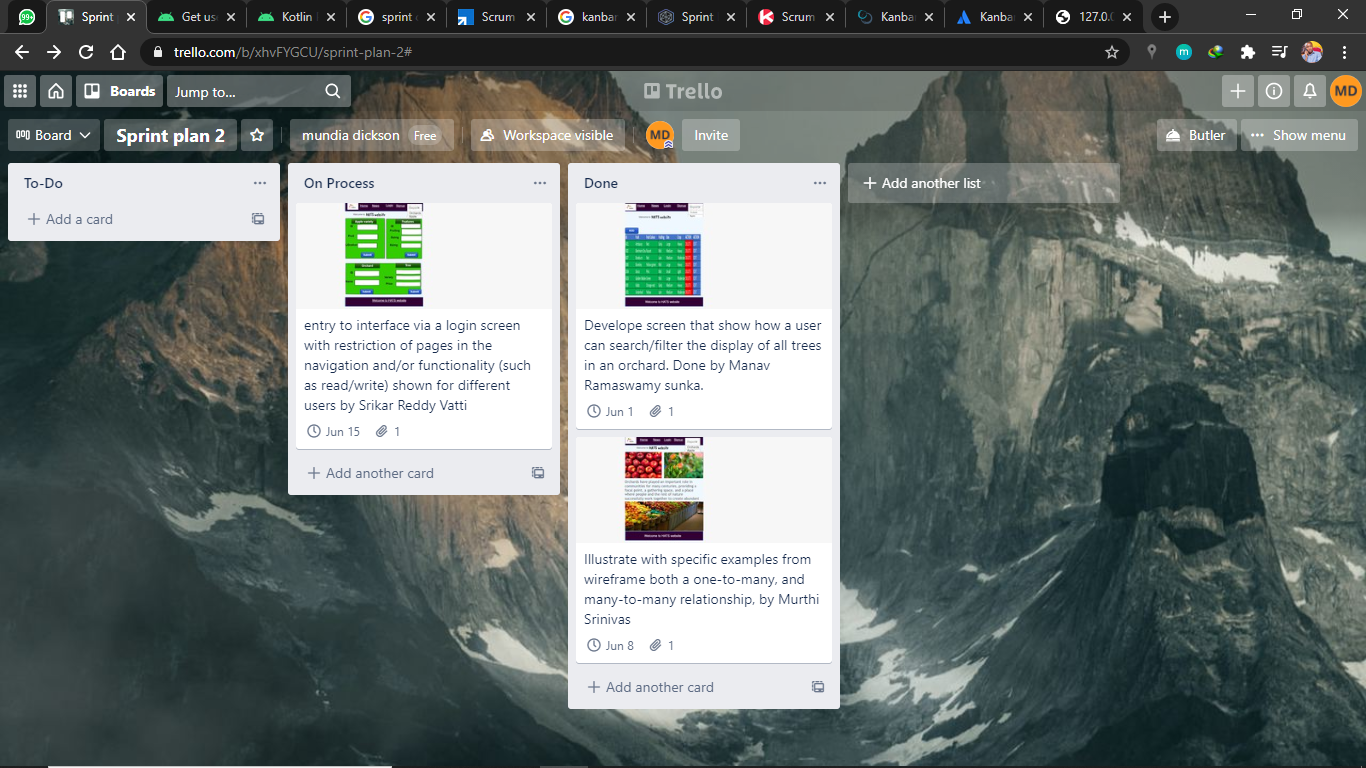 99+
Sprint
Get us
Kotlin
sprint
Scrum
kanbar
Sprint
Scrum
Kanba
Kanba
127.0.0
trello.com/b/xhvFYGCU/sprint-plan-2#
m
Boards
Jump to...
Trello
MD
Board
Sprint plan 2
mundia dickson Free
Workspace visible
MD
Invite
Butler
Show menu
To-Do
Add a card
On Process
entry to interface via a login screen
with restriction of pages in the
navigation and/or functionality (such
as read/write) shown for different
users by Srikar Reddy Vatti
Jun 15 1
Add another card
Done
Develope screen that show how a user
can search/filter the display of all trees
in an orchard. Done by Manav
Ramaswamy sunka.
Jun 1 1
Illustrate with specific examples from
wireframe both a one-to-many, and
many-to-many relationship, by Murthi
Srinivas
Jun 8 1
Add another card
Add another list